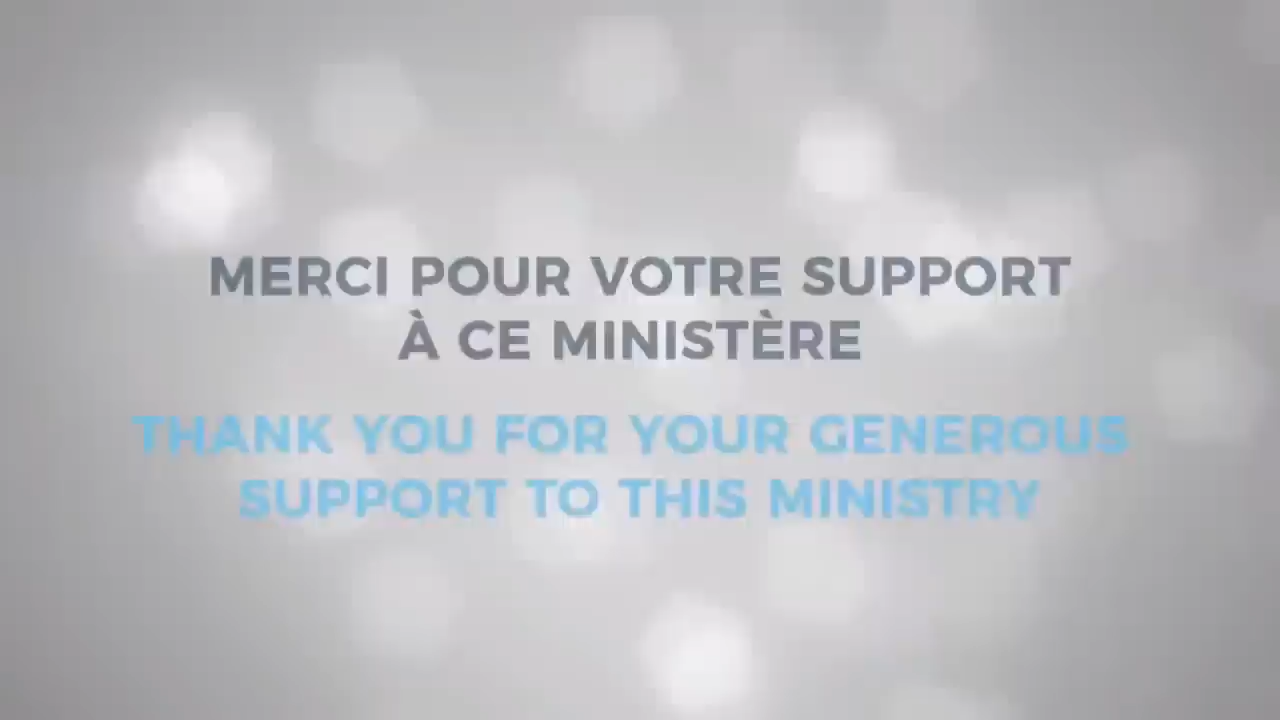 MERCI POUR VOTRE SUPPORT
À CE MINISTÈRE
THANK YOU FOR YOUR GENEROUS
SUPPORT TO THIS MINISTRY